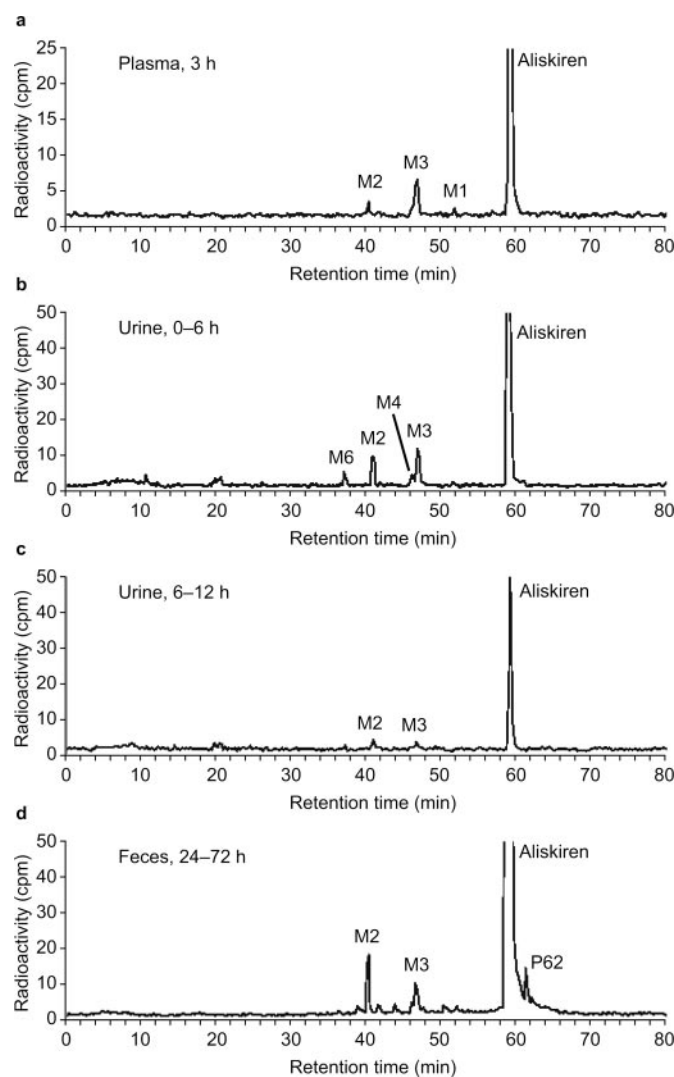 a
25
Plasma, 3 h
Aliskiren
20
15
10
M3
M2
M1
5
0
0 10 20 30 40 50 60 70 80
Radioactivity (cpm)
Retention time (min)
b
50
Urine, 0–6 h
Aliskiren
40
30
20
M4
M6 M2 M3
10
0
0 10 20 30 40 50 60 70 80
Radioactivity (cpm)
Retention time (min)
c
50
Urine, 6–12 h
Aliskiren
40
30
20
10
M2 M3
0
0 10 20 30 40 50 60 70 80
Radioactivity (cpm)
Retention time (min)
d
50
Feces, 24–72 h
Aliskiren
40
30
20
M2
M3
P62
10
0
0 10 20 30 40 50 60 70 80
Radioactivity (cpm)
Retention time (min)